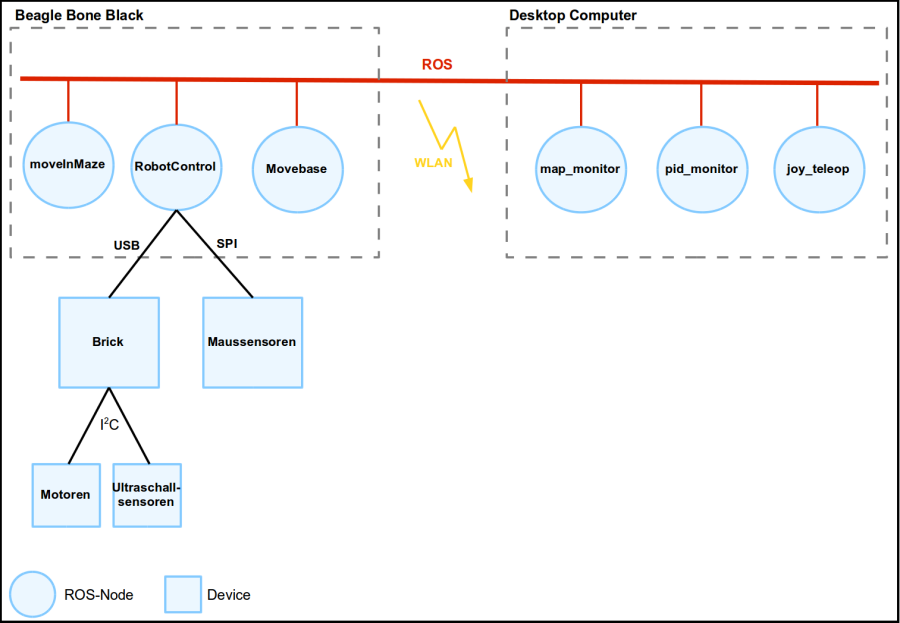 Beagle Bone Black
Desktop Computer
ROS
WLAN
moveInMaze
RobotControl
Movebase
map_monitor
pid_monitor
joy_teleop
USB
SPI
Brick
Maussensoren
I²C
Motoren
Ultraschall-
sensoren
ROS-Node
Device